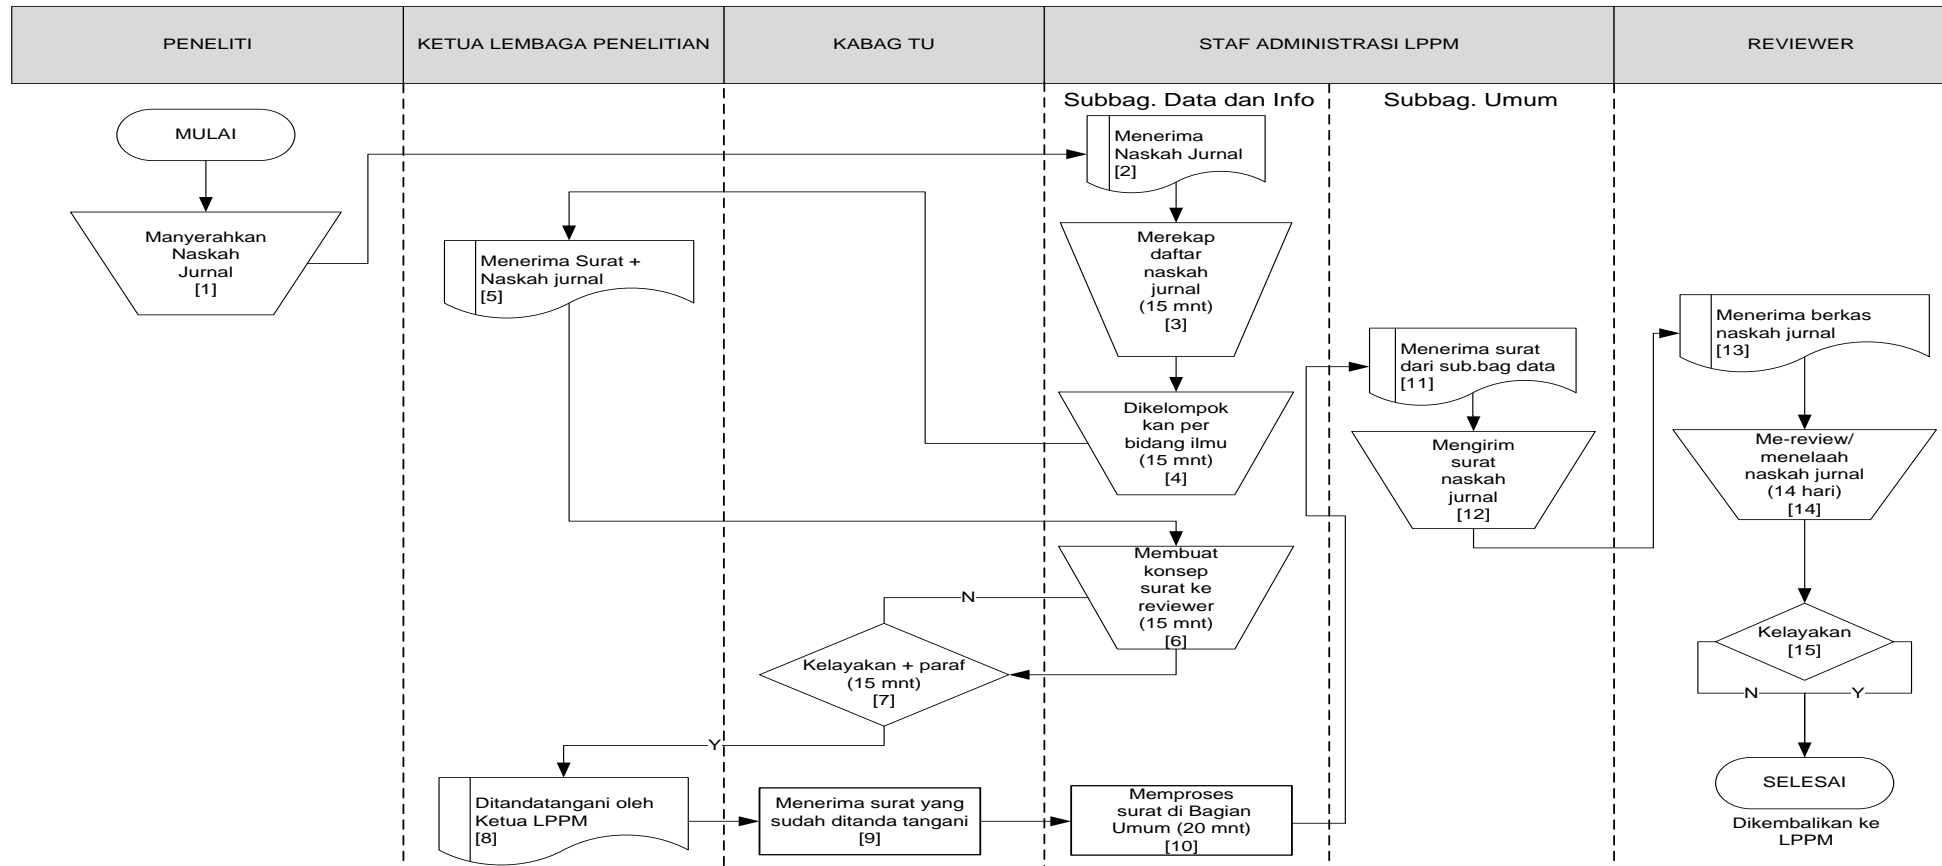 PENELITI
KETUA LEMBAGA PENELITIAN
KABAG TU
STAF ADMINISTRASI LPPM
REVIEWER
Subbag. Data dan Info
Subbag. Umum
MULAI
Manyerahkan
Naskah
Jurnal
[1]
Menerima
Naskah Jurnal
[2]
Merekap
daftar
naskah
jurnal
(15 mnt)
[3]
Dikelompok
kan per
bidang ilmu
(15 mnt)
[4]
Menerima Surat +
Naskah jurnal
[5]
Membuat
konsep
surat ke
reviewer
(15 mnt)
[6]
N
Kelayakan + paraf
(15 mnt)
[7]
Y
Ditandatangani oleh
Ketua LPPM
[8]
Menerima surat yang
sudah ditanda tangani
[9]
Memproses
surat di Bagian
Umum (20 mnt)
[10]
Menerima surat
dari sub.bag data
[11]
Mengirim
surat
naskah
jurnal
[12]
Menerima berkas
naskah jurnal
[13]
Me-review/
menelaah
naskah jurnal
(14 hari)
[14]
Kelayakan
[15]
N
Y
SELESAI
Dikembalikan ke
LPPM